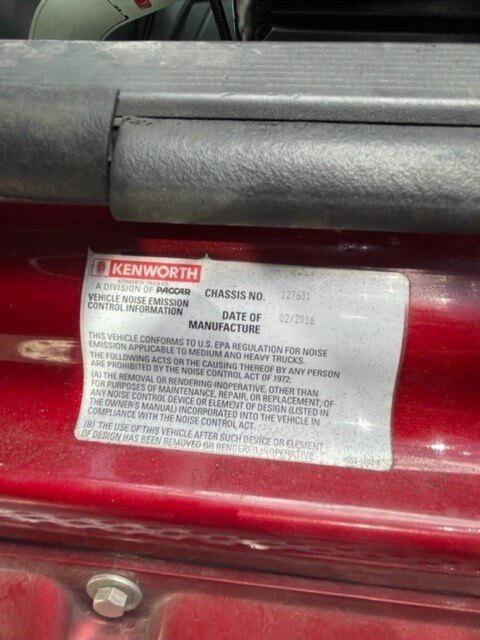 KENWORTH
KENWORTH TRUCK CO.
A DIVISION OF PACCAR
CHASSIS NO. 127631
VEHICLE NOISE EMISSION
CONTROL INFORMATION
DATE OF 02/2016
MANUFACTURE
THIS VEHICLE CONFORMS TO U.S. EPA REGULATION FOR NOISE
EMISSION APPLICABLE TO MEDIUM AND HEAVY TRUCKS.
THE FOLLOWING ACTS OR THE CAUSING THEREOF BY ANY PERSON
ARE PROHIBITED BY THE NOISE CONTROL ACT OF 1972:
(A) THE REMOVAL OR RENDERING INOPERATIVE, OTHER THAN
FOR PURPOSES OF MAINTENANCE, REPAIR, OR REPLACEMENT, OF
ANY NOISE CONTROL DEVICE OR ELEMENT OF DESIGN (LISTED IN
THE OWNER'S MANUAL) INCORPORATED INTO THE VEHICLE IN
COMPLIANCE WITH THE NOISE CONTROL ACT.
(B) THE USE OF THIS VEHICLE AFTER SUCH DEVICE OR ELEMENT
OF DESIGN HAS BEEN REMOVED OR RENDERED INOPERATIVE.